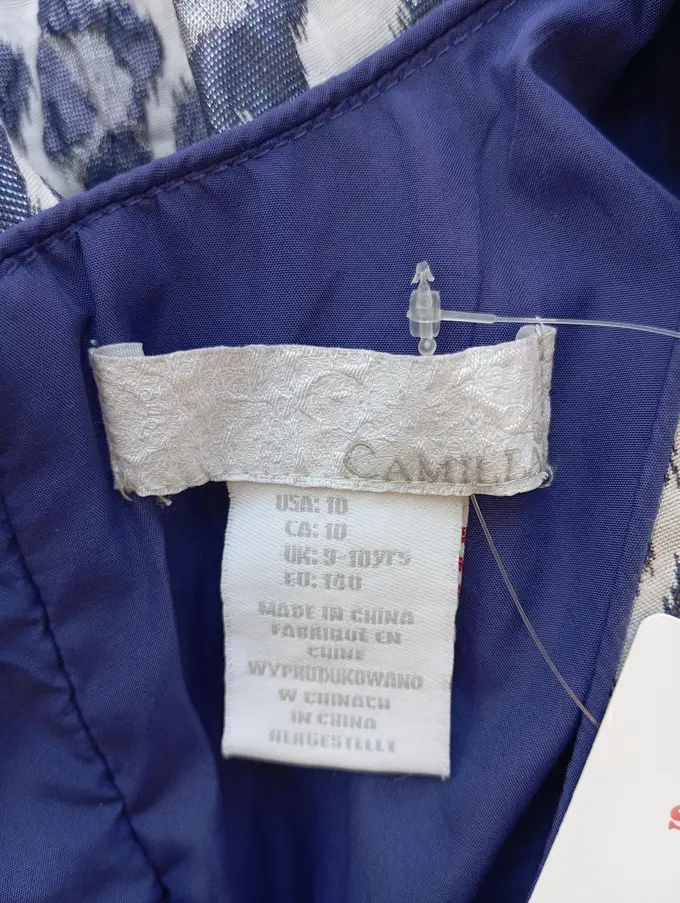 CAMILLA
USA: 10
CA: 10
UK: 9-10yrs
EU: 140
MADE IN CHINA
FABRIQUE EN
CHINE
WYPRODUKOWANO
W CHINACH
IN CHINA
HERGESTELLT
S